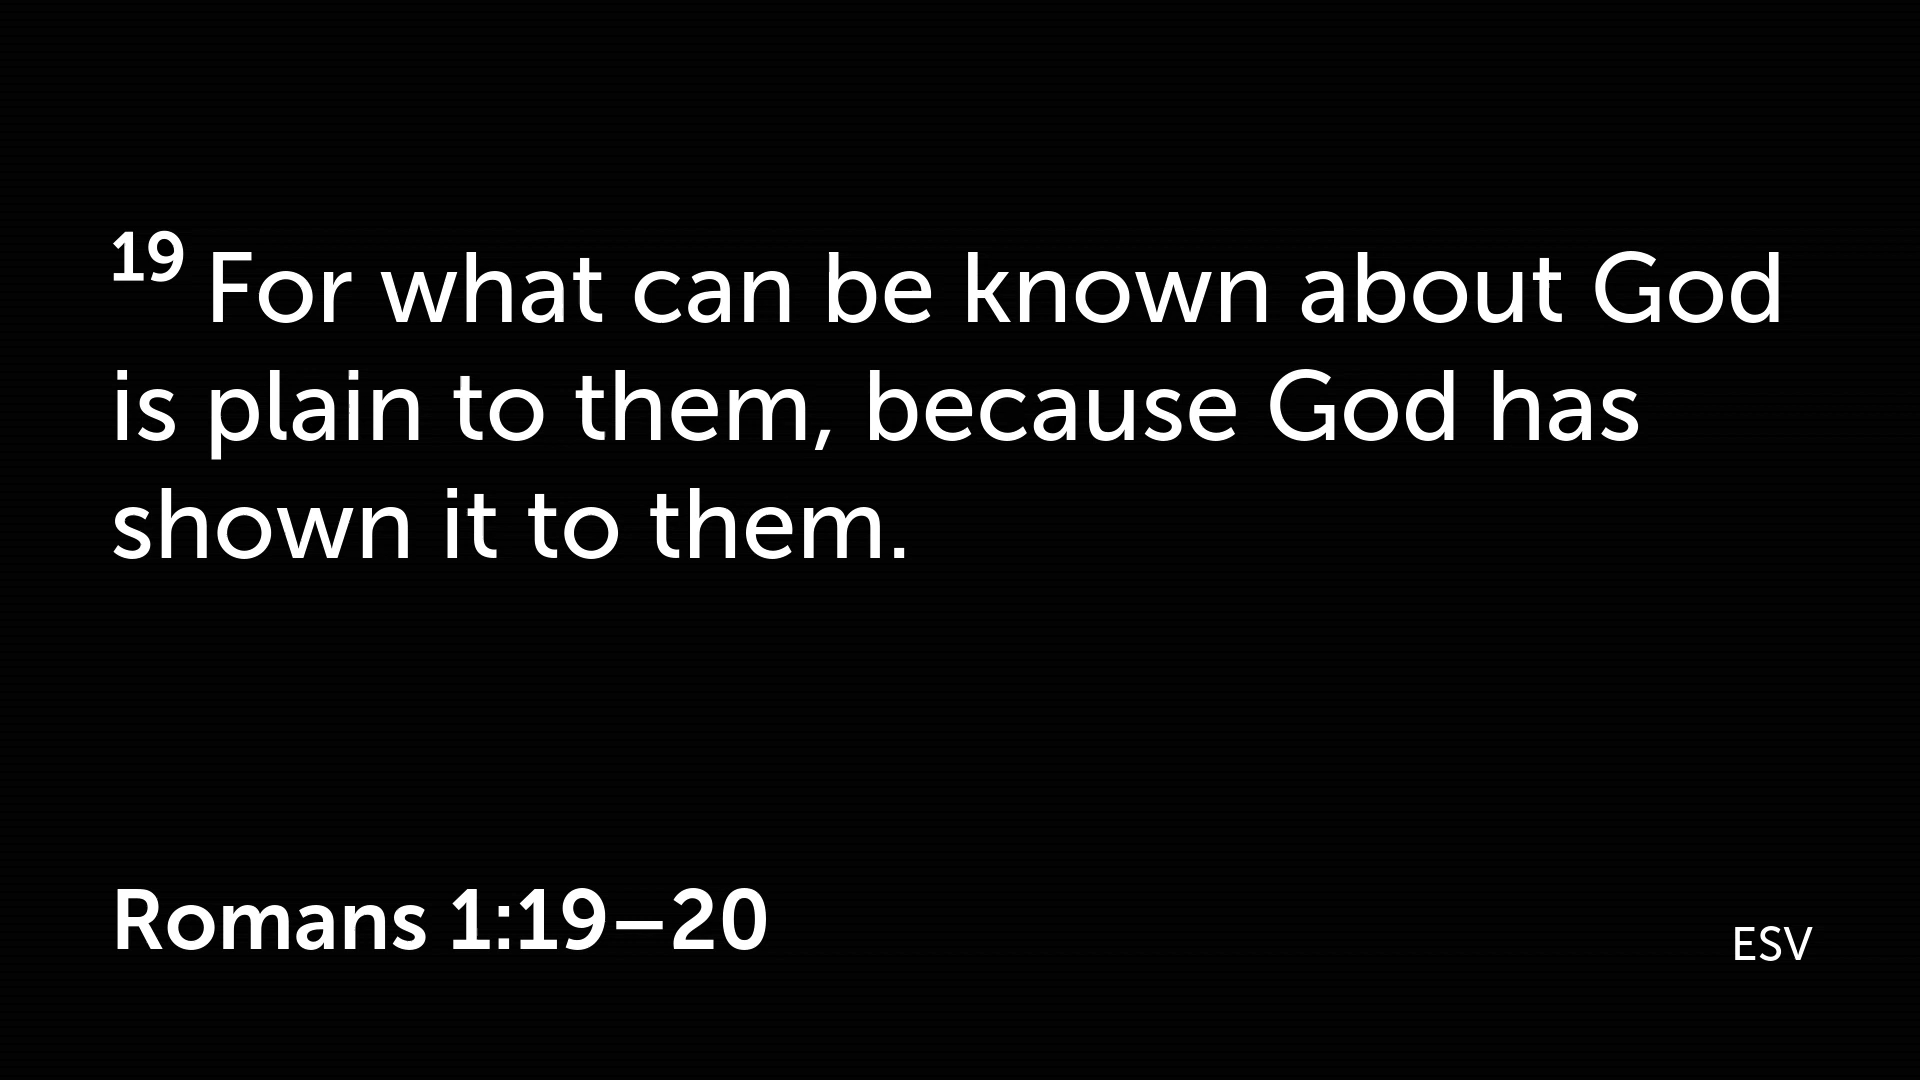 19 For what can be known about God
is plain to them, because God has
shown it to them.
Romans 1:19–20
ESV